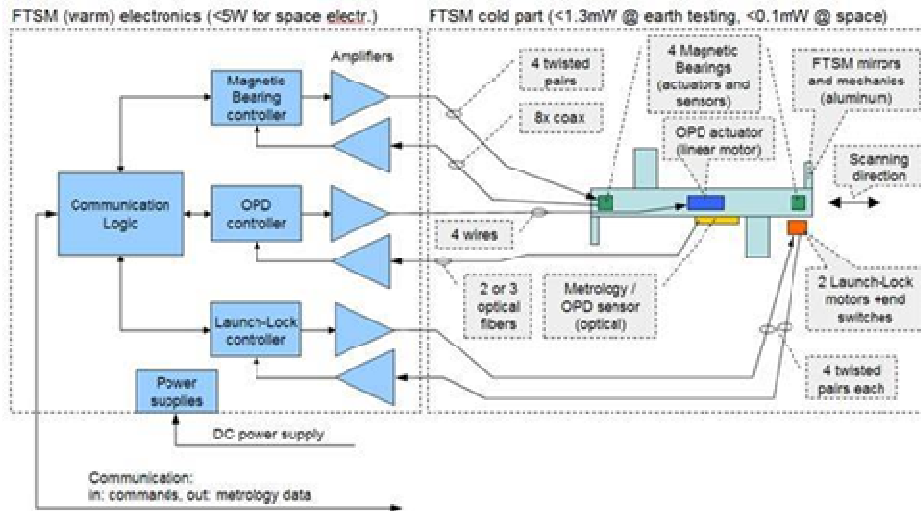 FTSM (warm) electronics (<5W for space electr.)
FTSM cold part (<1.3mW @ earth testing, <0.1mW @ space)
Amplifiers
Magnetic
Bearing
controller
4 twisted
pairs
8x coax
4 Magnetic
Bearings
(actuators and
sensors)
FTSM mirrors
and mechanics
(aluminum)
OPD actuator
(linear motor)
Scanning
direction
Communication
Logic
OPD
controller
4 wires
2 or 3
optical
fibers
Metrology /
OPD sensor
(optical)
2 Launch-Lock
motors +end
switches
Launch-Lock
controller
4 twisted
pairs each
Power
supplies
DC power supply
Communication:
in: commands, out: metrology data